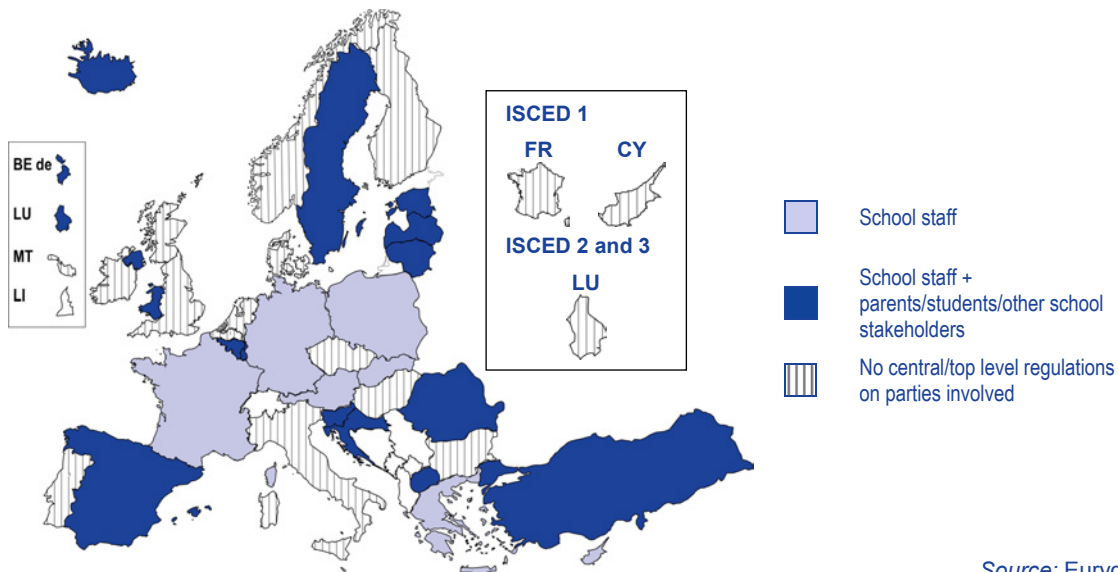 BE de
LU
MT
LI
ISCED 1
FR CY
ISCED 2 and 3
LU
School staff
School staff +
parents/students/other school
stakeholders
No central/top level regulations
on parties involved
Source: